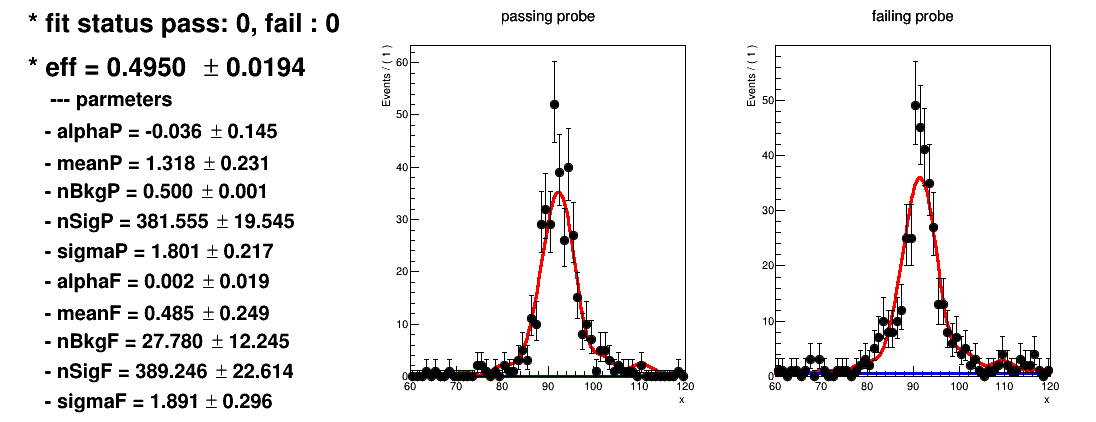 * fit status pass: 0, fail : 0
* eff = 0.4950 ± 0.0194
--- parmeters
- alphaP = -0.036 ± 0.145
- meanP = 1.318 ± 0.231
- nBkgP = 0.500 ± 0.001
- nSigP = 381.555 ± 19.545
- sigmaP = 1.801 ± 0.217
- alphaF = 0.002 ± 0.019
- meanF = 0.485 ± 0.249
- nBkgF = 27.780 ± 12.245
- nSigF = 389.246 ± 22.614
- sigmaF = 1.891 ± 0.296
passing probe
Events / ( 1 )
60
50
40
30
20
10
0
60 70 80 90 100 110 120
x
failing probe
Events / ( 1 )
50
40
30
20
10
0
60 70 80 90 100 110 120
x